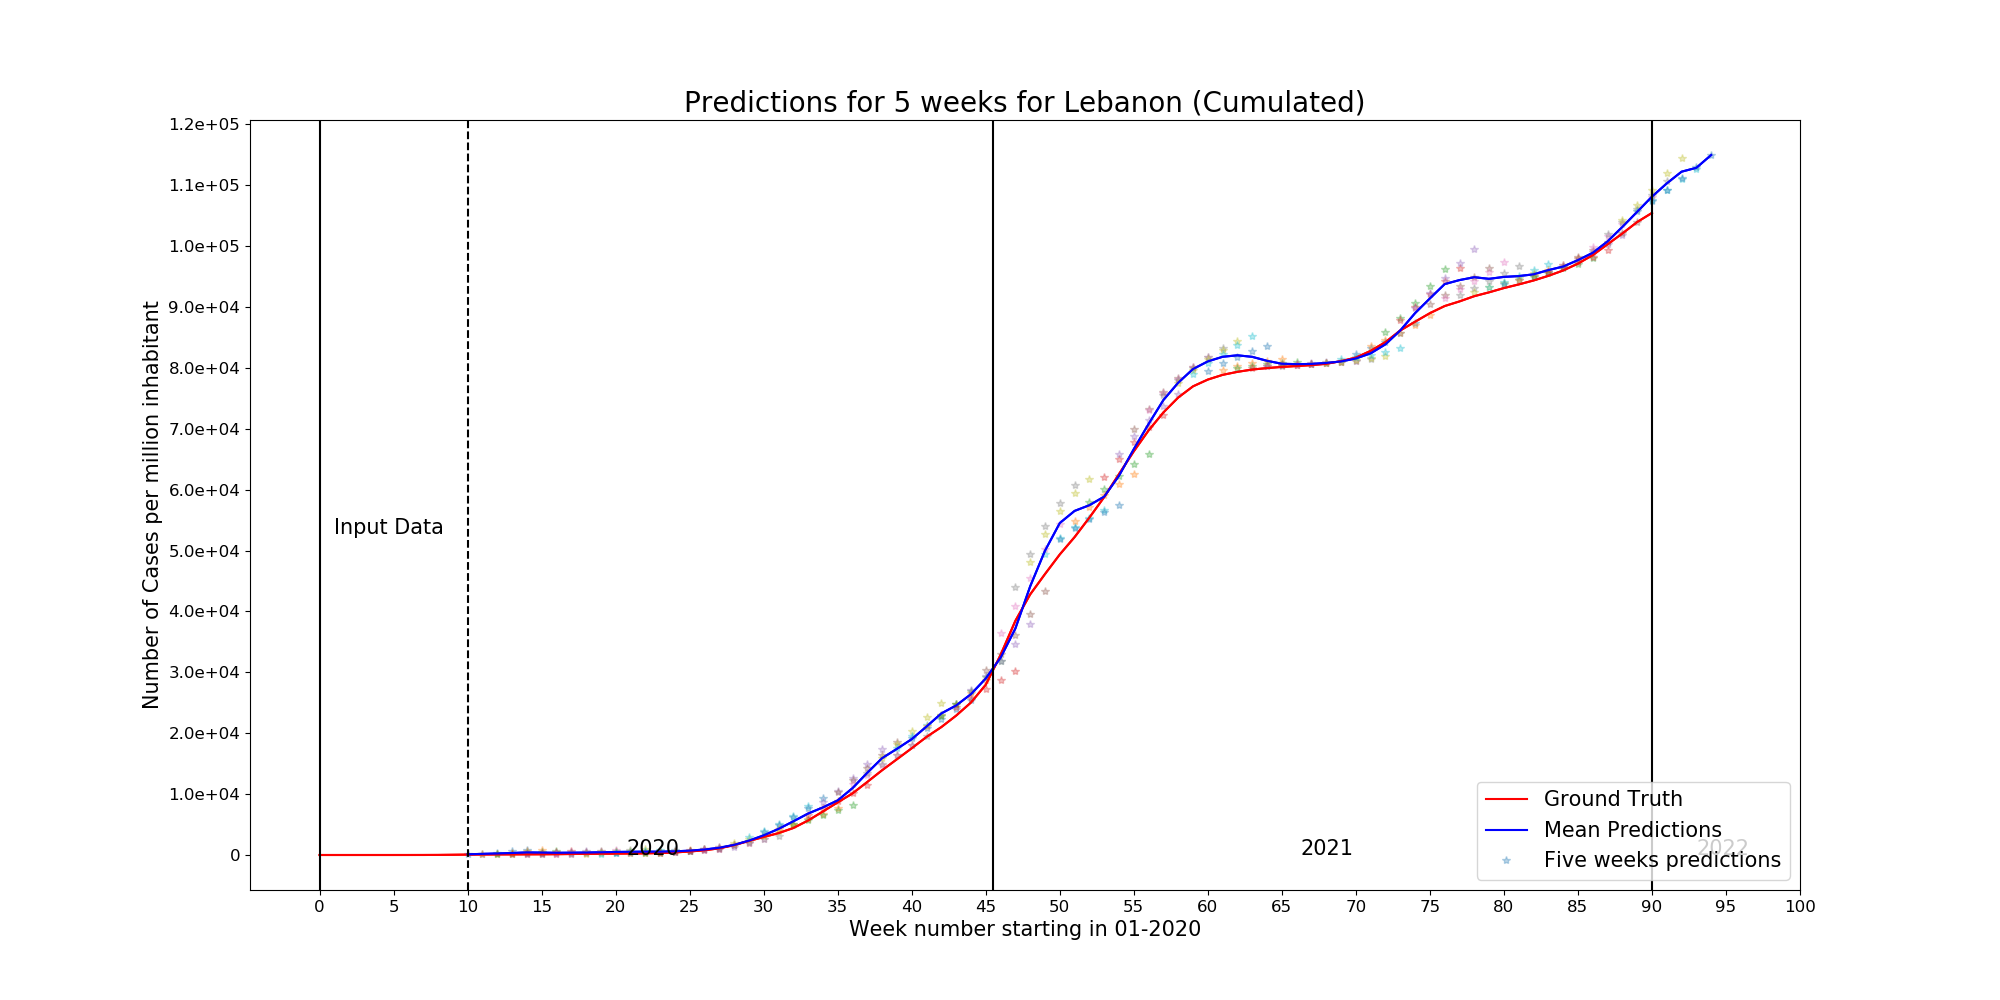 Predictions for 5 weeks for Lebanon (Cumulated)
1.2e+05
1.1e+05
1.0e+05
9.0e+04
8.0e+04
7.0e+04
6.0e+04
5.0e+04
4.0e+04
3.0e+04
2.0e+04
1.0e+04
0
Number of Cases per million inhabitant
Input Data
2020
2021
2022
Ground Truth
Mean Predictions
Five weeks predictions
0 5 10 15 20 25 30 35 40 45 50 55 60 65 70 75 80 85 90 95 100
Week number starting in 01-2020